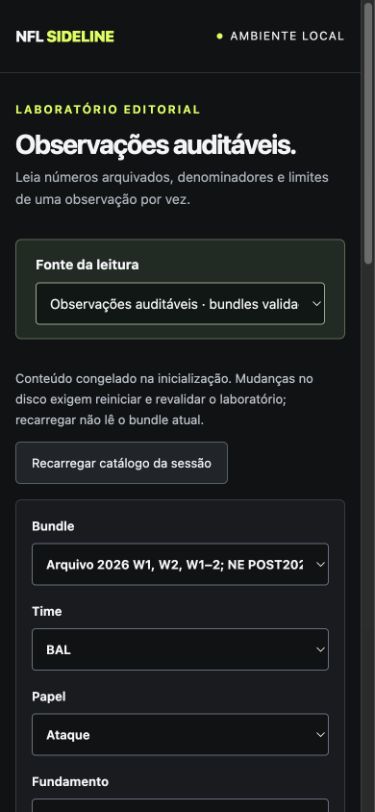 NFL SIDELINE
AMBIENTE LOCAL
LABORATÓRIO EDITORIAL
Observações auditáveis.
Leia números arquivados, denominadores e limites
de uma observação por vez.
Fonte da leitura
Observações auditáveis · bundles valida
Conteúdo congelado na inicialização. Mudanças no
disco exigem reiniciar e revalidar o laboratório;
recarregar não lê o bundle atual.
Recarregar catálogo da sessão
Bundle
Arquivo 2026 W1, W2, W1–2; NE POST202
Time
BAL
Papel
Ataque
Fundamento